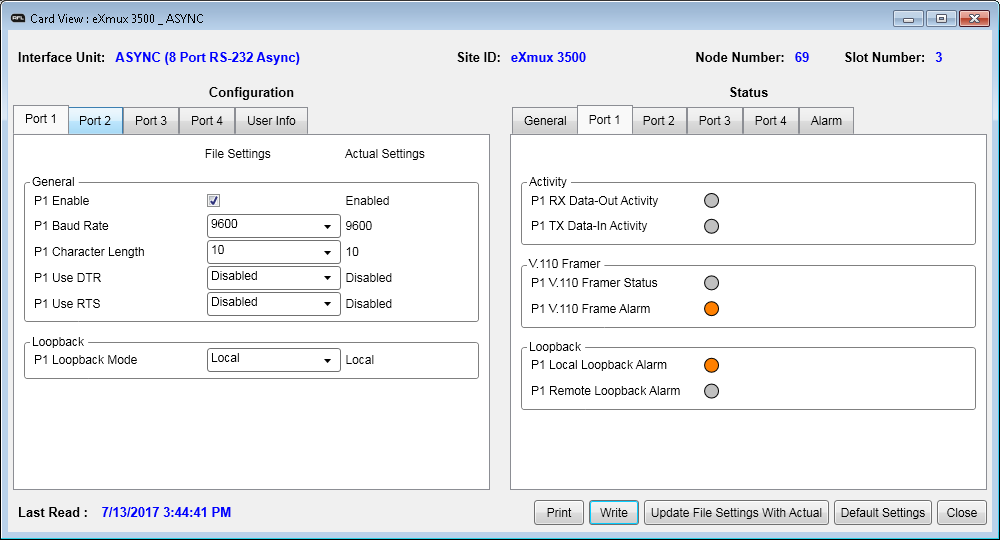 AFL Card View : eXmux 3500 _ ASYNC
Interface Unit: ASYNC (8 Port RS-232 Async) Site ID: eXmux 3500 Node Number: 69 Slot Number: 3
Configuration
Port 1 Port 2 Port 3 Port 4 User Info
File Settings Actual Settings
General
P1 Enable Enabled
P1 Baud Rate 9600 9600
P1 Character Length 10 10
P1 Use DTR Disabled Disabled
P1 Use RTS Disabled Disabled
Loopback
P1 Loopback Mode Local Local
Status
General Port 1 Port 2 Port 3 Port 4 Alarm
Activity
P1 RX Data-Out Activity
P1 TX Data-In Activity
V.110 Framer
P1 V.110 Framer Status
P1 V.110 Frame Alarm
Loopback
P1 Local Loopback Alarm
P1 Remote Loopback Alarm
Last Read : 7/13/2017 3:44:41 PM
Print Write Update File Settings With Actual Default Settings Close